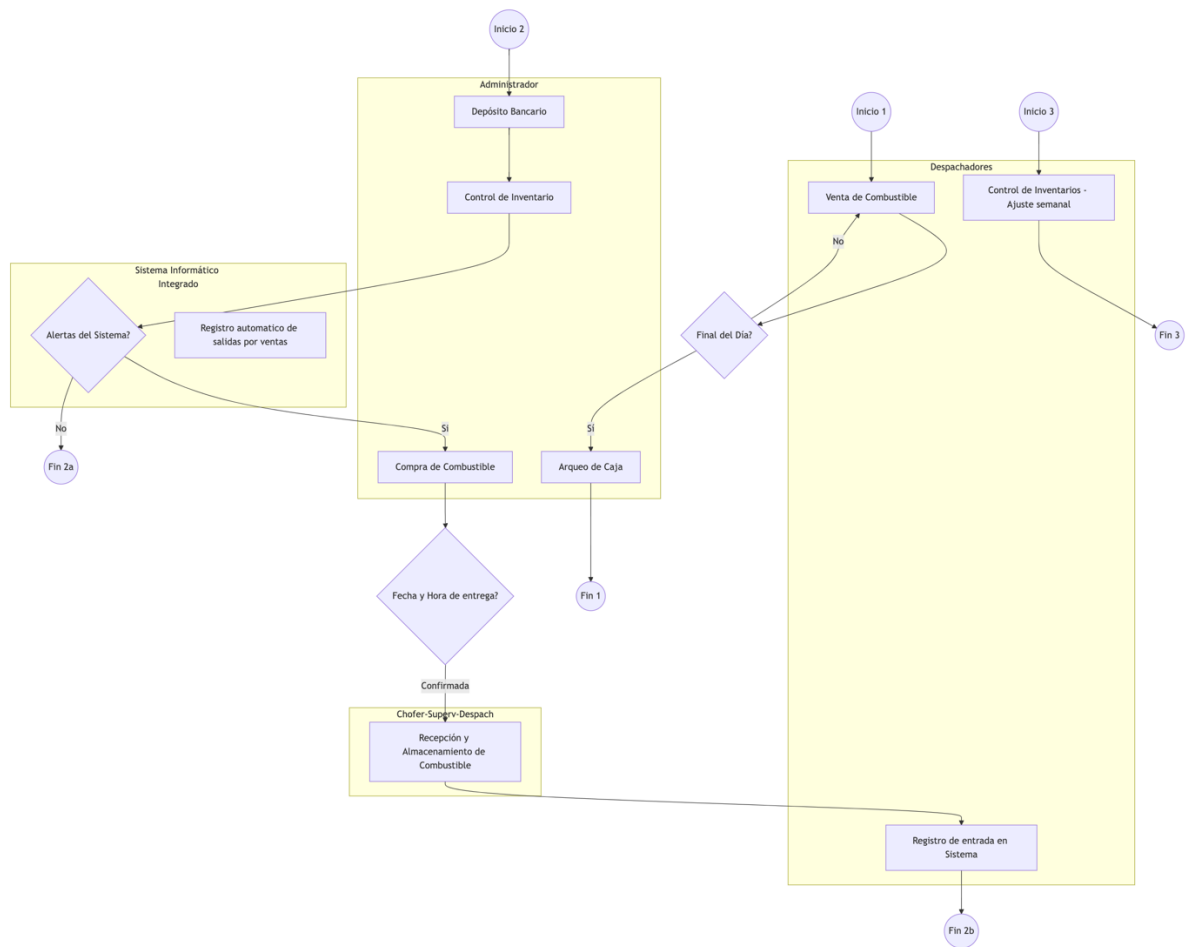 Inicio 2
Administrador
Depósito Bancario
Inicio 1
Inicio 3
Despachadores
Control de Inventario
Venta de Combustible
Control de Inventarios -
Ajuste semanal
No
Sistema Informático
Integrado
Alertas del Sistema?
Registro automatico de
salidas por ventas
Final del Día?
Fin 3
No
Sí
Sí
Fin 2a
Compra de Combustible
Arqueo de Caja
Fecha y Hora de entrega?
Fin 1
Confirmada
Chofer-Superv-Despach
Recepción y
Almacenamiento de
Combustible
Registro de entrada en
Sistema
Fin 2b